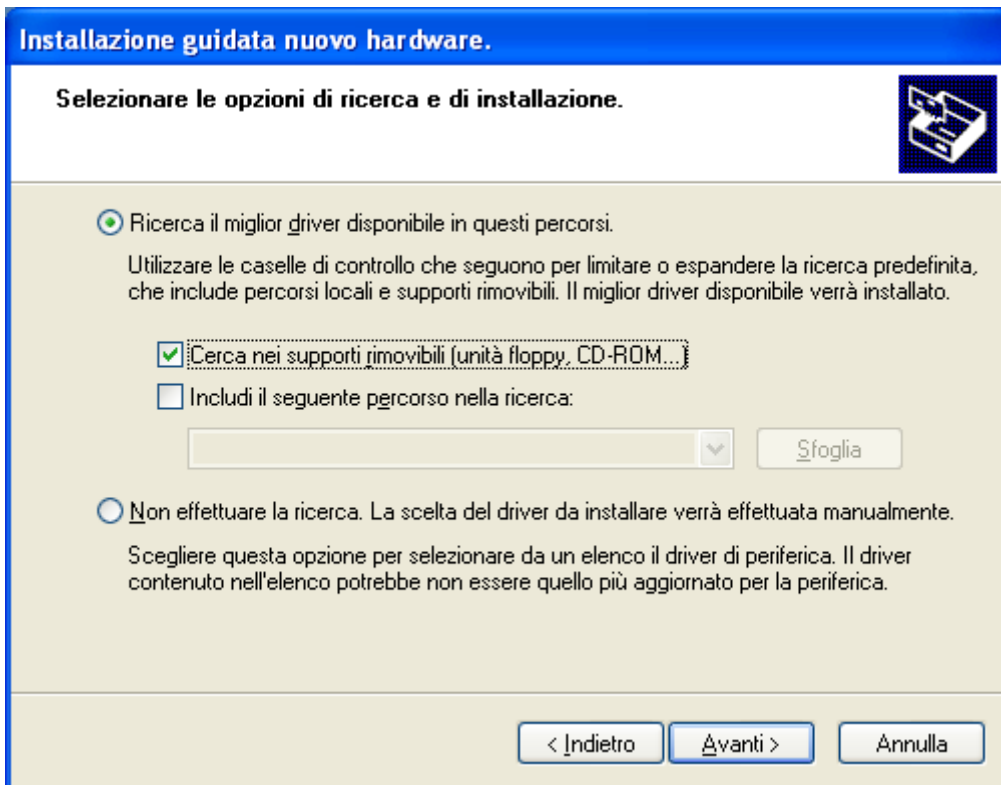 Installazione guidata nuovo hardware.
Selezionare le opzioni di ricerca e di installazione.
Ricerca il miglior driver disponibile in questi percorsi.
Utilizzare le caselle di controllo che seguono per limitare o espandere la ricerca predefinita,
che include percorsi locali e supporti rimovibili. Il miglior driver disponibile verrà installato.
Cerca nei supporti rimovibili (unità floppy, CD-ROM...)
Includi il seguente percorso nella ricerca:
Sfoglia
Non effettuare la ricerca. La scelta del driver da installare verrà effettuata manualmente.
Scegliere questa opzione per selezionare da un elenco il driver di periferica. Il driver
contenuto nell'elenco potrebbe non essere quello più aggiornato per la periferica.
< Indietro Avanti > Annulla